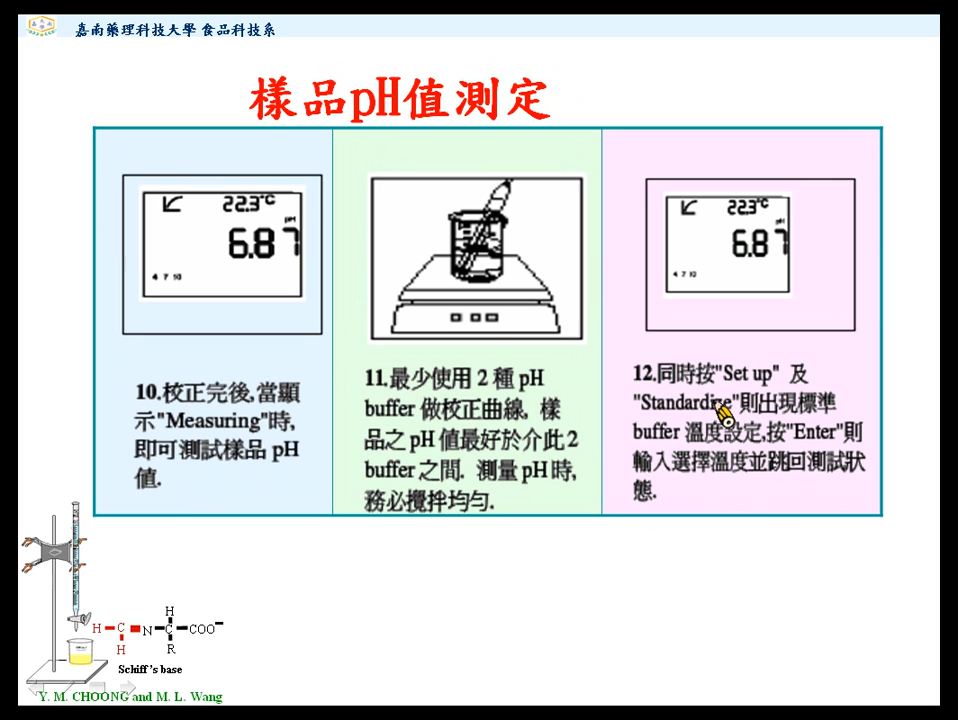 嘉南藥理科技大學 食品科技系
樣品pH值測定
22.3°C
pH
6.87
4 7 10
10.校正完後,當顯
示"Measuring"時,
即可測試樣品 pH
值.
11.最少使用 2 種 pH
buffer 做校正曲線, 樣
品之 pH 值最好於介此 2
buffer 之間. 測量 pH 時,
務必攪拌均勻.
22.3°C
pH
6.87
4 7 10
12.同時按"Set up" 及
"Standardize"則出現標準
buffer 溫度設定,按"Enter"則
輸入選擇溫度並跳回測試狀
態.
H
H C N C COO−
H R
Schiff's base
Y. M. CHOONG and M. L. Wang